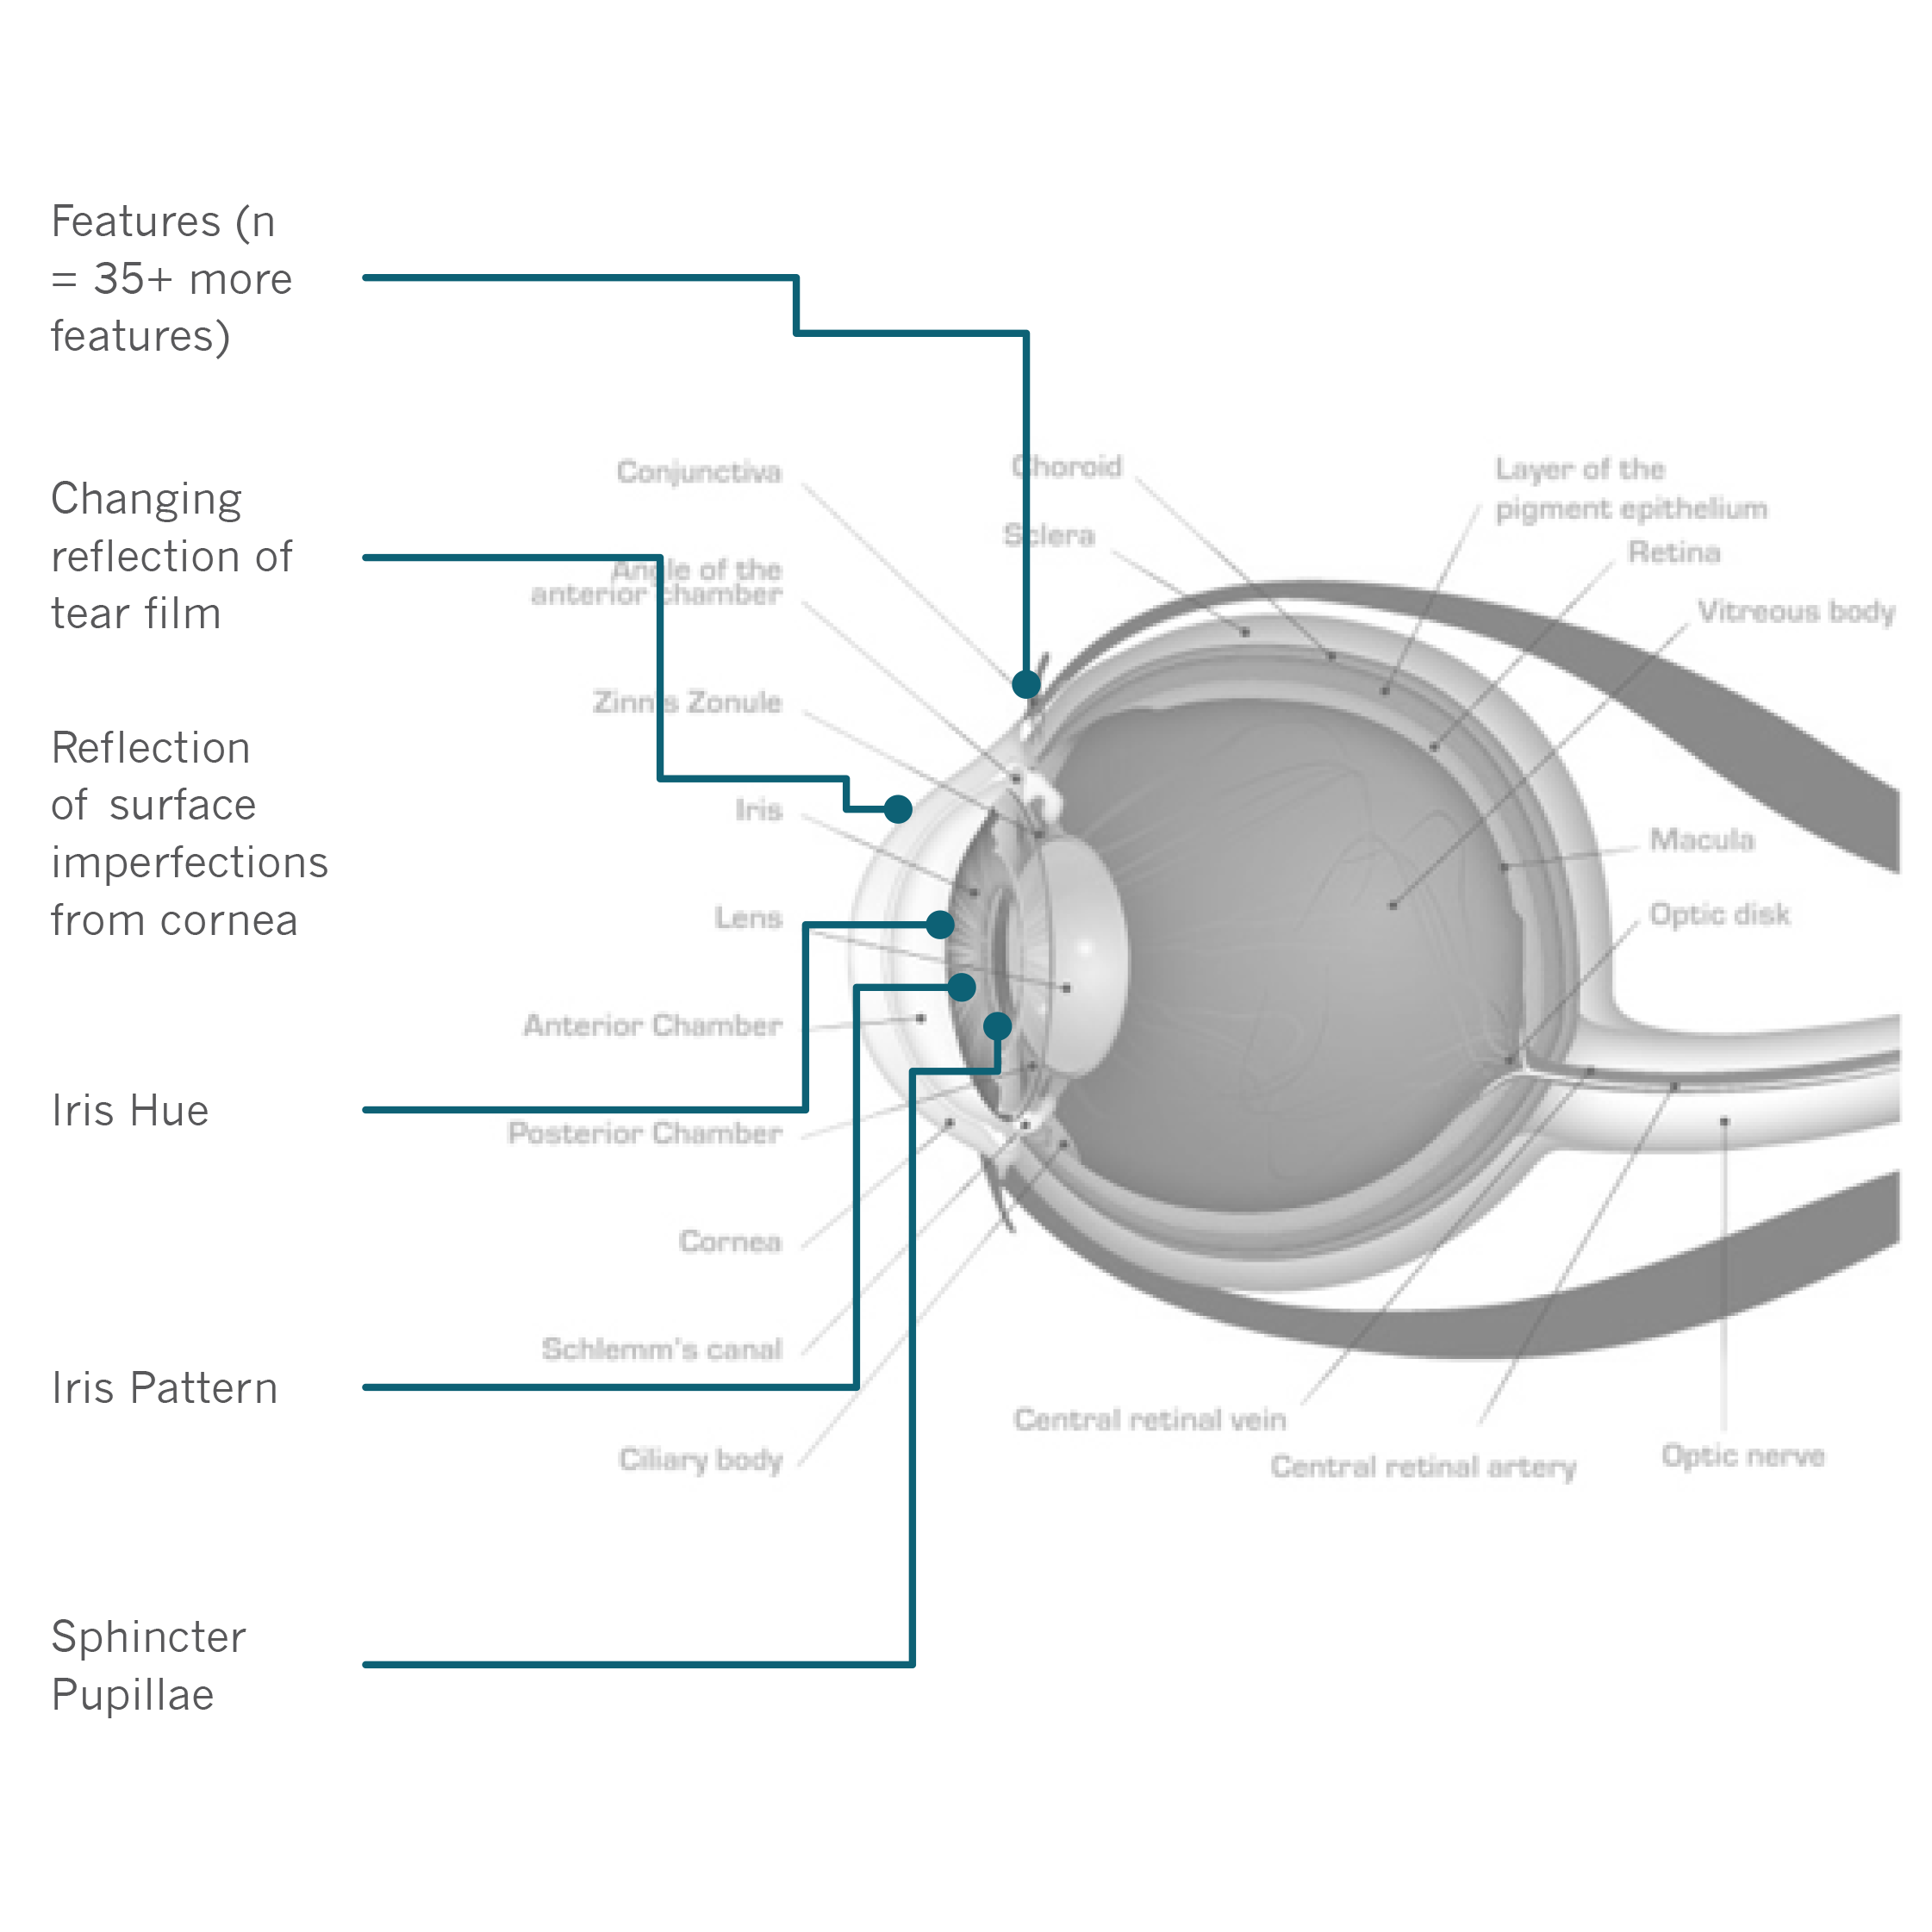 Features (n
= 35+ more
features)
Changing
reflection of
tear film
Reflection
of surface
imperfections
from cornea
Iris Hue
Iris Pattern
Sphincter
Pupillae
Conjunctiva
Angle of the
anterior chamber
Zinn's Zonule
Iris
Lens
Anterior Chamber
Posterior Chamber
Cornea
Schlemm's canal
Ciliary body
Choroid
Sclera
Layer of the
pigment epithelium
Retina
Vitreous body
Macula
Optic disk
Central retinal vein
Central retinal artery
Optic nerve